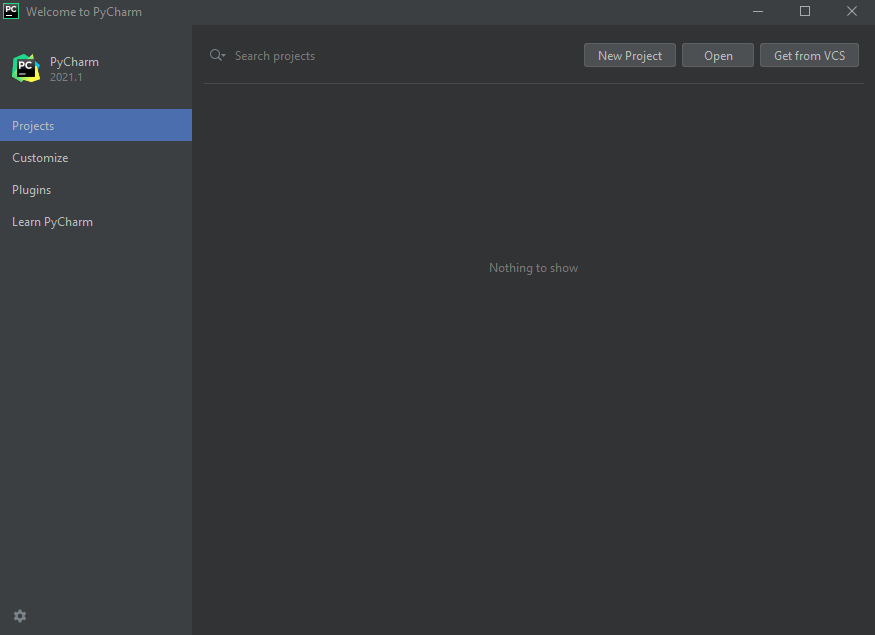 PC Welcome to PyCharm
PC PyCharm
2021.1
Search projects
New Project
Open
Get from VCS
Projects
Customize
Plugins
Learn PyCharm
Nothing to show